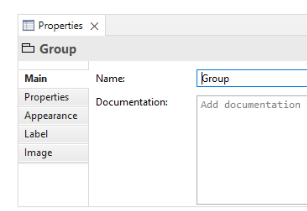 Properties
Group
Main
Name:
Group
Properties
Documentation:
Add documentation
Appearance
Label
Image